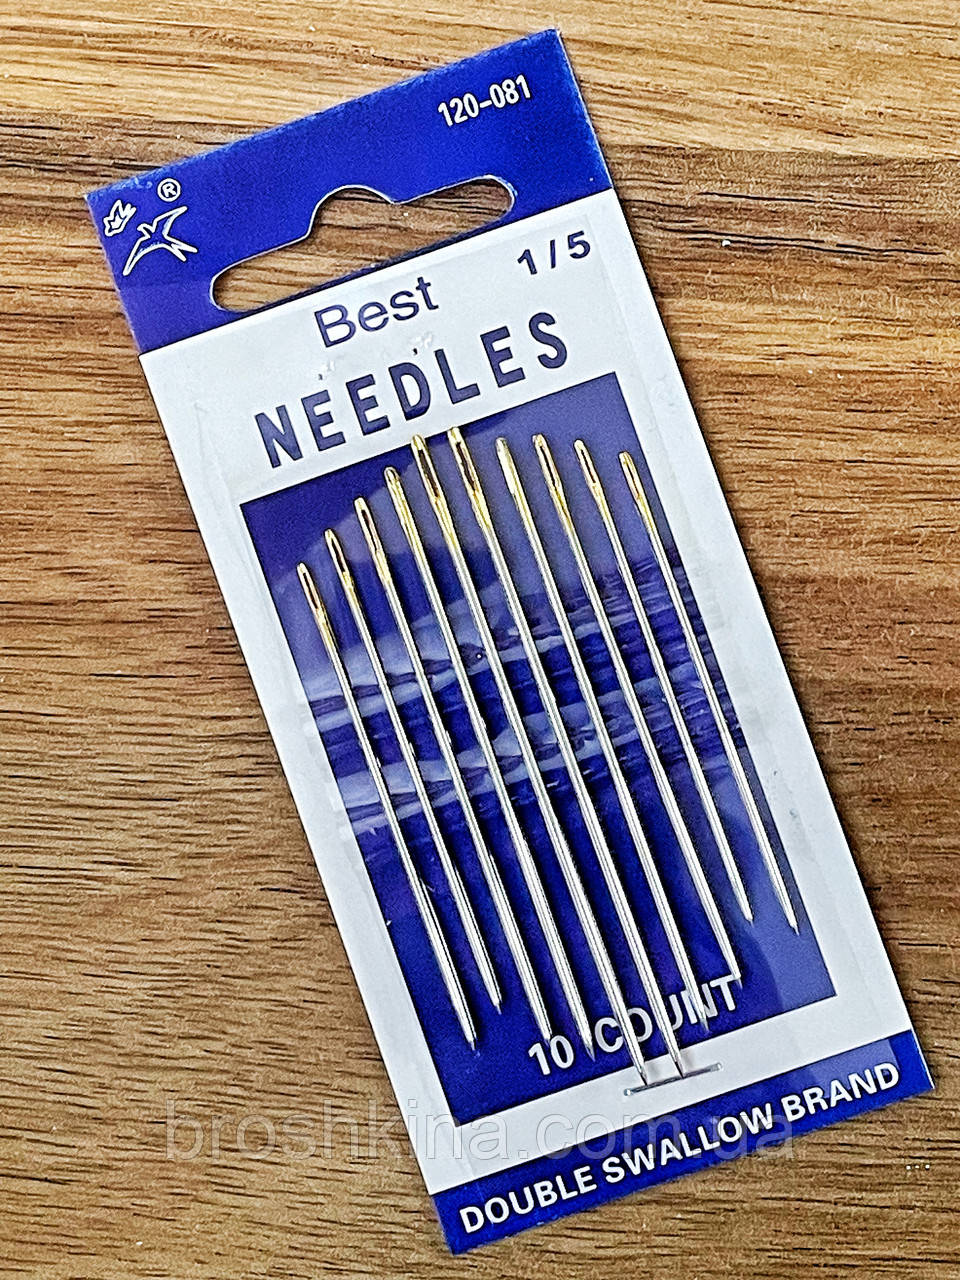 120-081
®
1/5
Best
NEEDLES
10 COUNT
DOUBLE SWALLOW BRAND
broshkina.com.ua